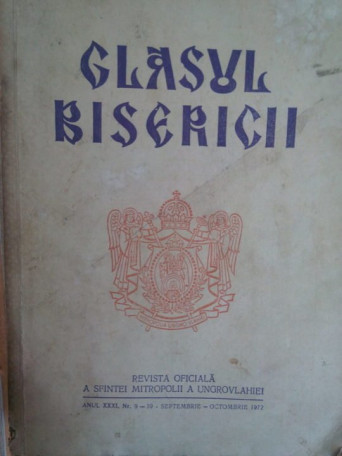 GLASUL
BISERICII
REVISTA OFICIALĂ
A SFINTEI MITROPOLII A UNGROVLAHIEI
ANUL XXXI, Nr. 9 — 10 - SEPTEMBRIE — OCTOMBRIE, 1972